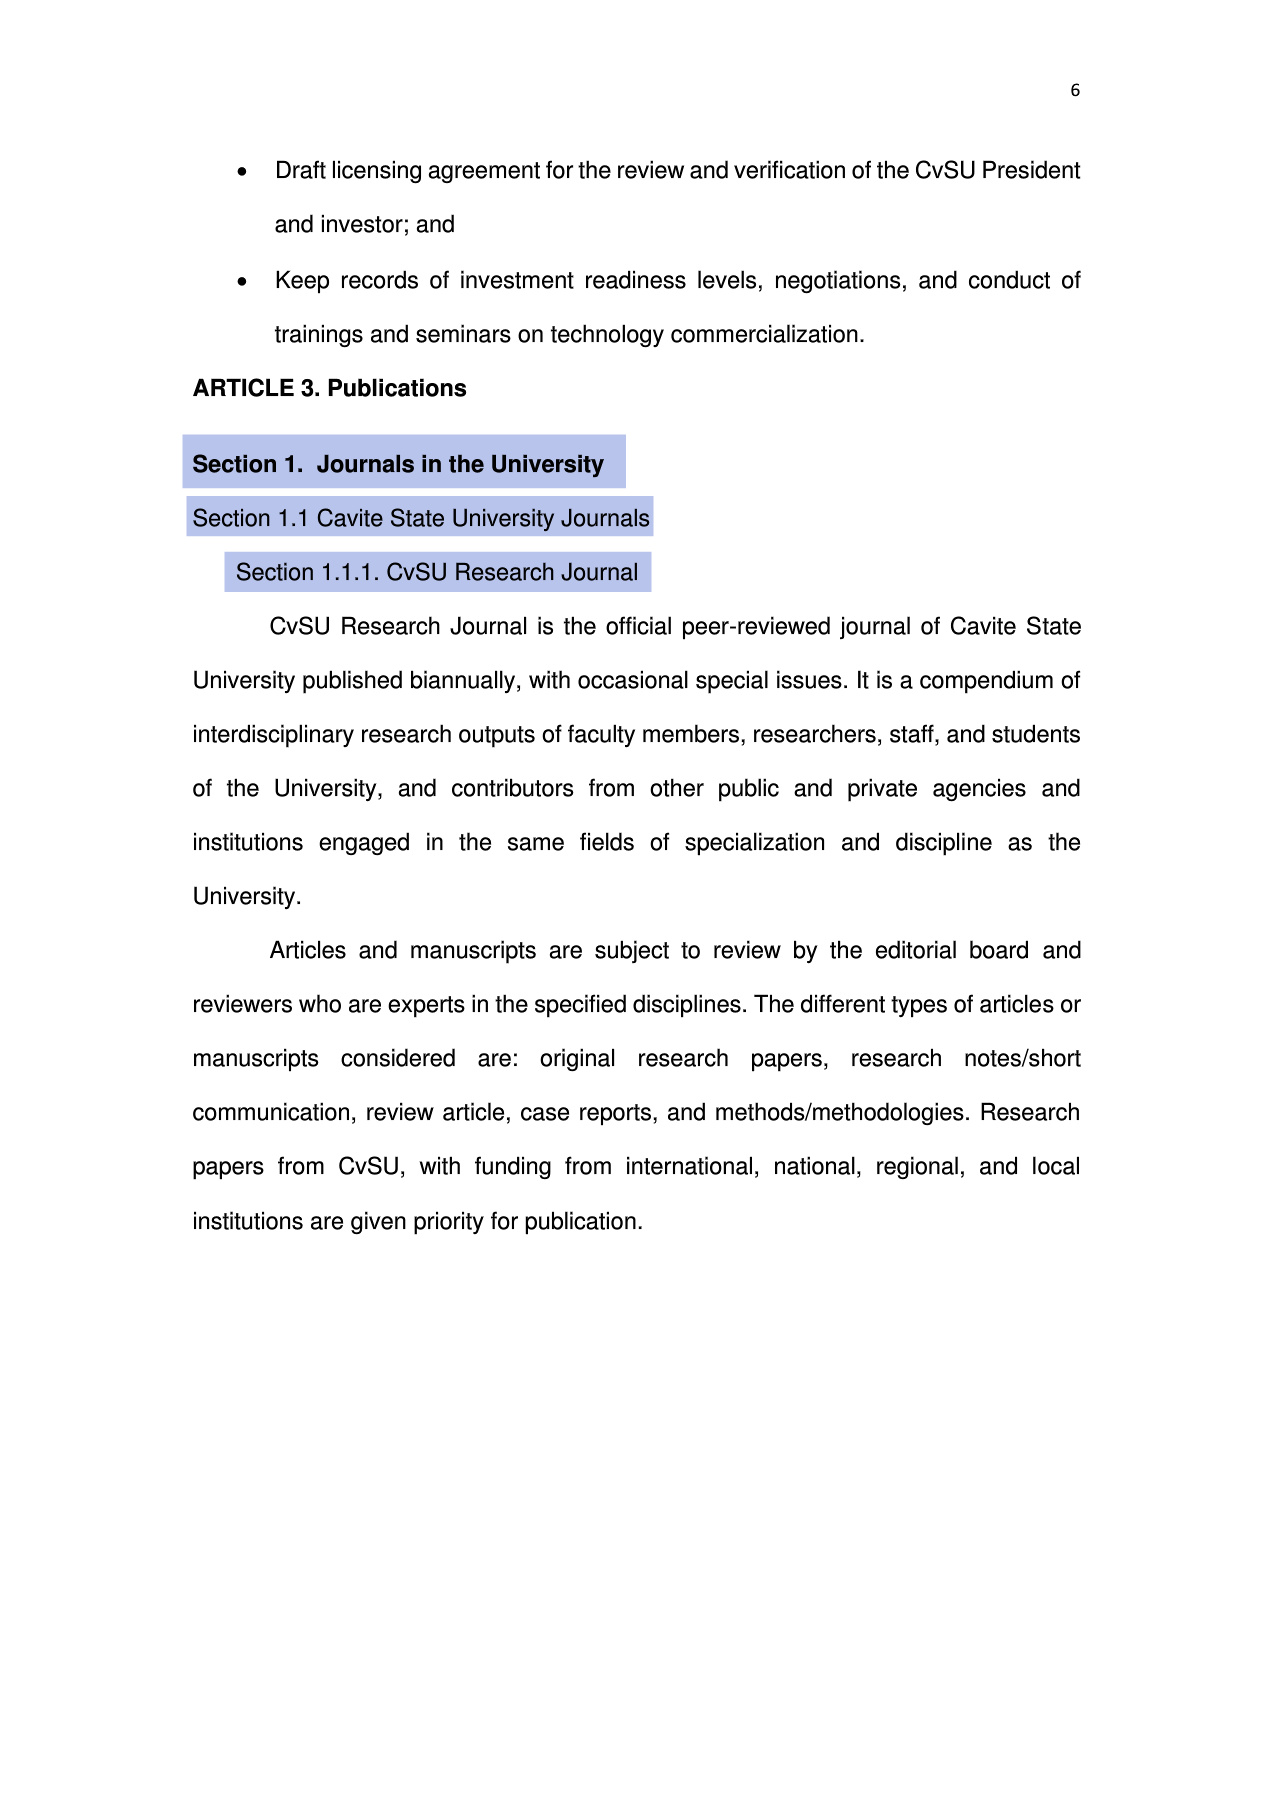 6
• Draft licensing agreement for the review and verification of the CvSU President
and investor; and
• Keep records of investment readiness levels, negotiations, and conduct of
trainings and seminars on technology commercialization.
ARTICLE 3. Publications
Section 1. Journals in the University
Section 1.1 Cavite State University Journals
Section 1.1.1. CvSU Research Journal
CvSU Research Journal is the official peer-reviewed journal of Cavite State
University published biannually, with occasional special issues. It is a compendium of
interdisciplinary research outputs of faculty members, researchers, staff, and students
of the University, and contributors from other public and private agencies and
institutions engaged in the same fields of specialization and discipline as the
University.
Articles and manuscripts are subject to review by the editorial board and
reviewers who are experts in the specified disciplines. The different types of articles or
manuscripts considered are: original research papers, research notes/short
communication, review article, case reports, and methods/methodologies. Research
papers from CvSU, with funding from international, national, regional, and local
institutions are given priority for publication.